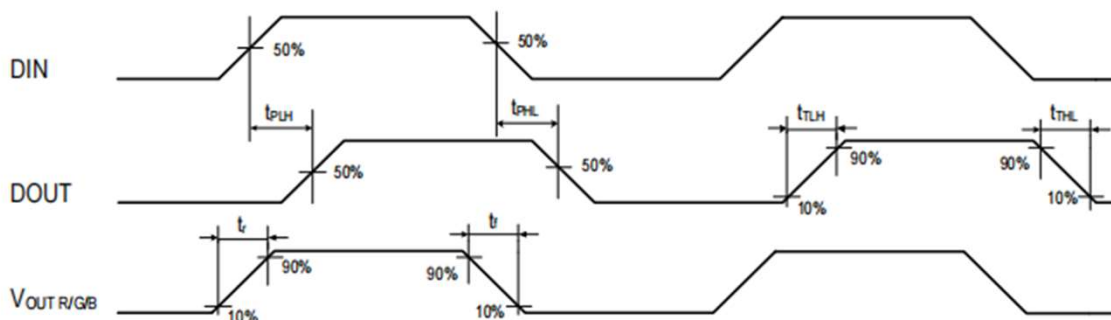 DIN
50%
50%
tPLH
tPHL
tTLH
tTHL
DOUT
50%
50%
90%
90%
10%
10%
tr
tf
VOUT R/G/B
90%
90%
10%
10%